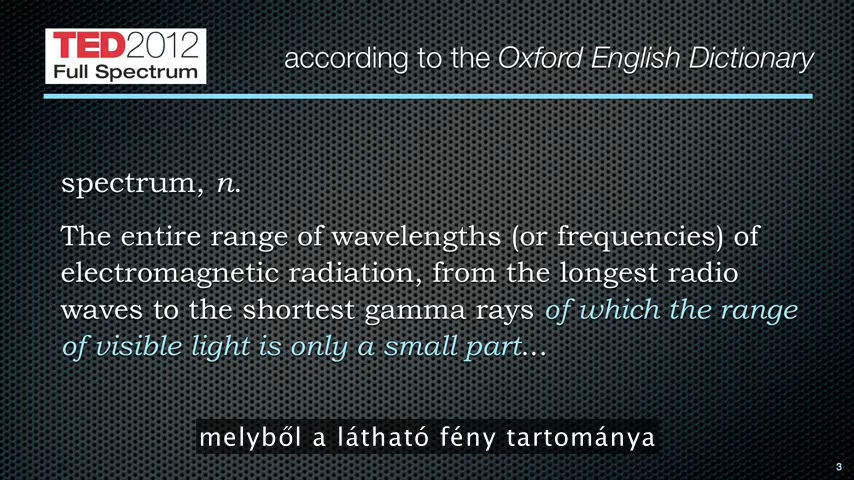 TED2012
Full Spectrum
according to the Oxford English Dictionary
spectrum, n.
The entire range of wavelengths (or frequencies) of
electromagnetic radiation, from the longest radio
waves to the shortest gamma rays of which the range
of visible light is only a small part...
melyből a látható fény tartománya
3